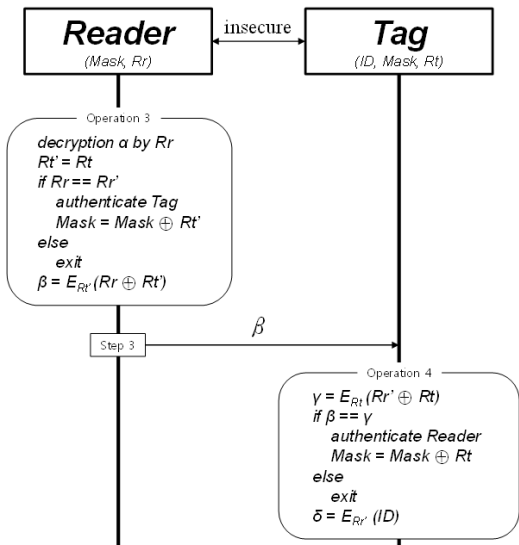 Reader
(Mask, Rr)
insecure
Tag
(ID, Mask, Rt)
Operation 3
decryption α by Rr
Rt' = Rt
if Rr == Rr'
authenticate Tag
Mask = Mask ⊕ Rt'
else
exit
β = E_Rt' (Rr ⊕ Rt')
Step 3
β
Operation 4
γ = E_Rt (Rr' ⊕ Rt)
if β == γ
authenticate Reader
Mask = Mask ⊕ Rt
else
exit
δ = E_Rr' (ID)